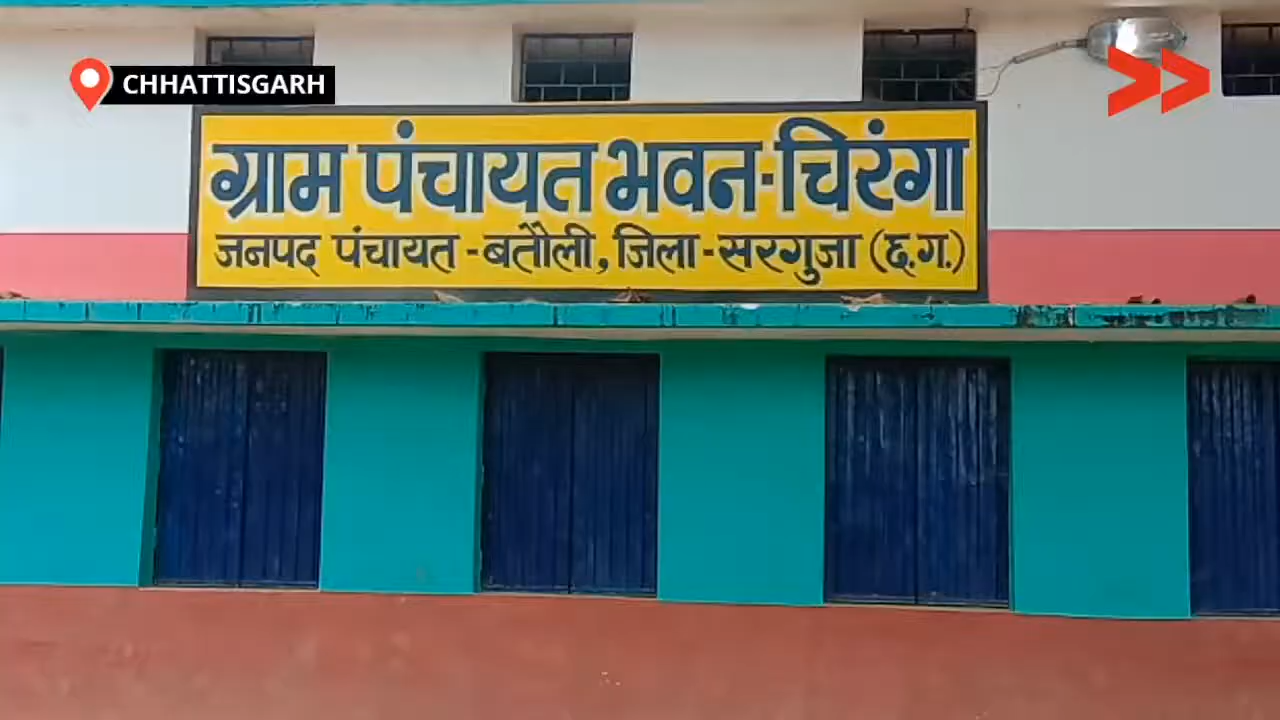 CHHATTISGARH
ग्राम पंचायत भवन-चिरंगा
जनपद पंचायत - बतौली, जिला - सरगुजा (छ.ग.)